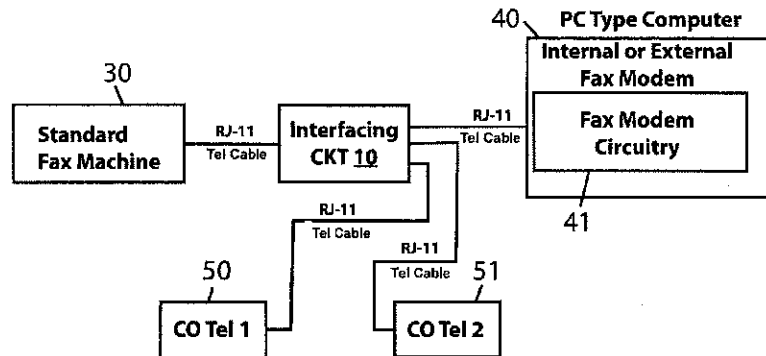 PC Type Computer
40
Internal or External
Fax Modem
Fax Modem
Circuitry
41
30
Standard
Fax Machine
RJ-11
Tel Cable
Interfacing
CKT 10
RJ-11
Tel Cable
RJ-11
Tel Cable
RJ-11
Tel Cable
50
CO Tel 1
51
CO Tel 2